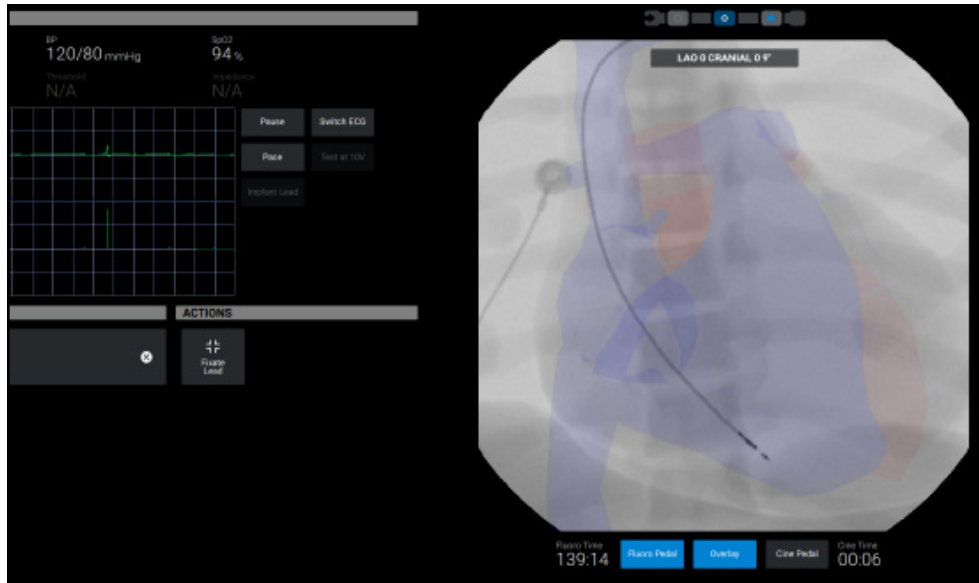 BP
120/80 mmHg
SpO2
94 %
Threshold
N/A
Impedance
N/A
Pause
Switch ECG
Pace
Test at 10V
Implant Lead
ACTIONS
Fixate
Lead
LAO 0 CRANIAL 0 9"
Fluoro Time
139:14
Fluoro Pedal
Overlay
Cine Pedal
Cine Time
00:06